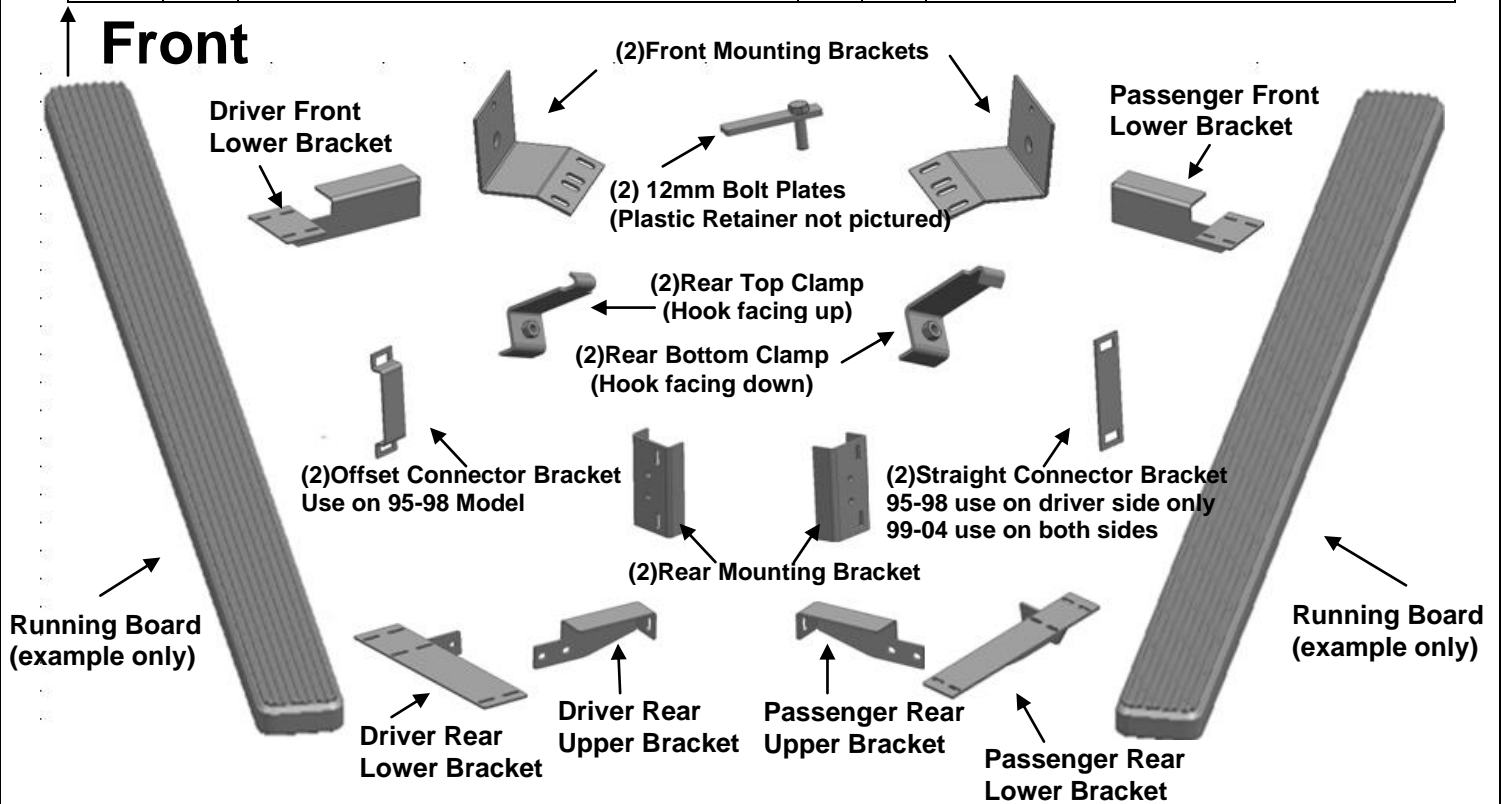 Front
(2)Front Mounting Brackets
Driver Front
Lower Bracket
Passenger Front
Lower Bracket
(2) 12mm Bolt Plates
(Plastic Retainer not pictured)
(2)Rear Top Clamp
(Hook facing up)
(2)Rear Bottom Clamp
(Hook facing down)
(2)Offset Connector Bracket
Use on 95-98 Model
(2)Straight Connector Bracket
95-98 use on driver side only
99-04 use on both sides
(2)Rear Mounting Bracket
Running Board
(example only)
Running Board
(example only)
Driver Rear
Lower Bracket
Driver Rear
Upper Bracket
Passenger Rear
Upper Bracket
Passenger Rear
Lower Bracket